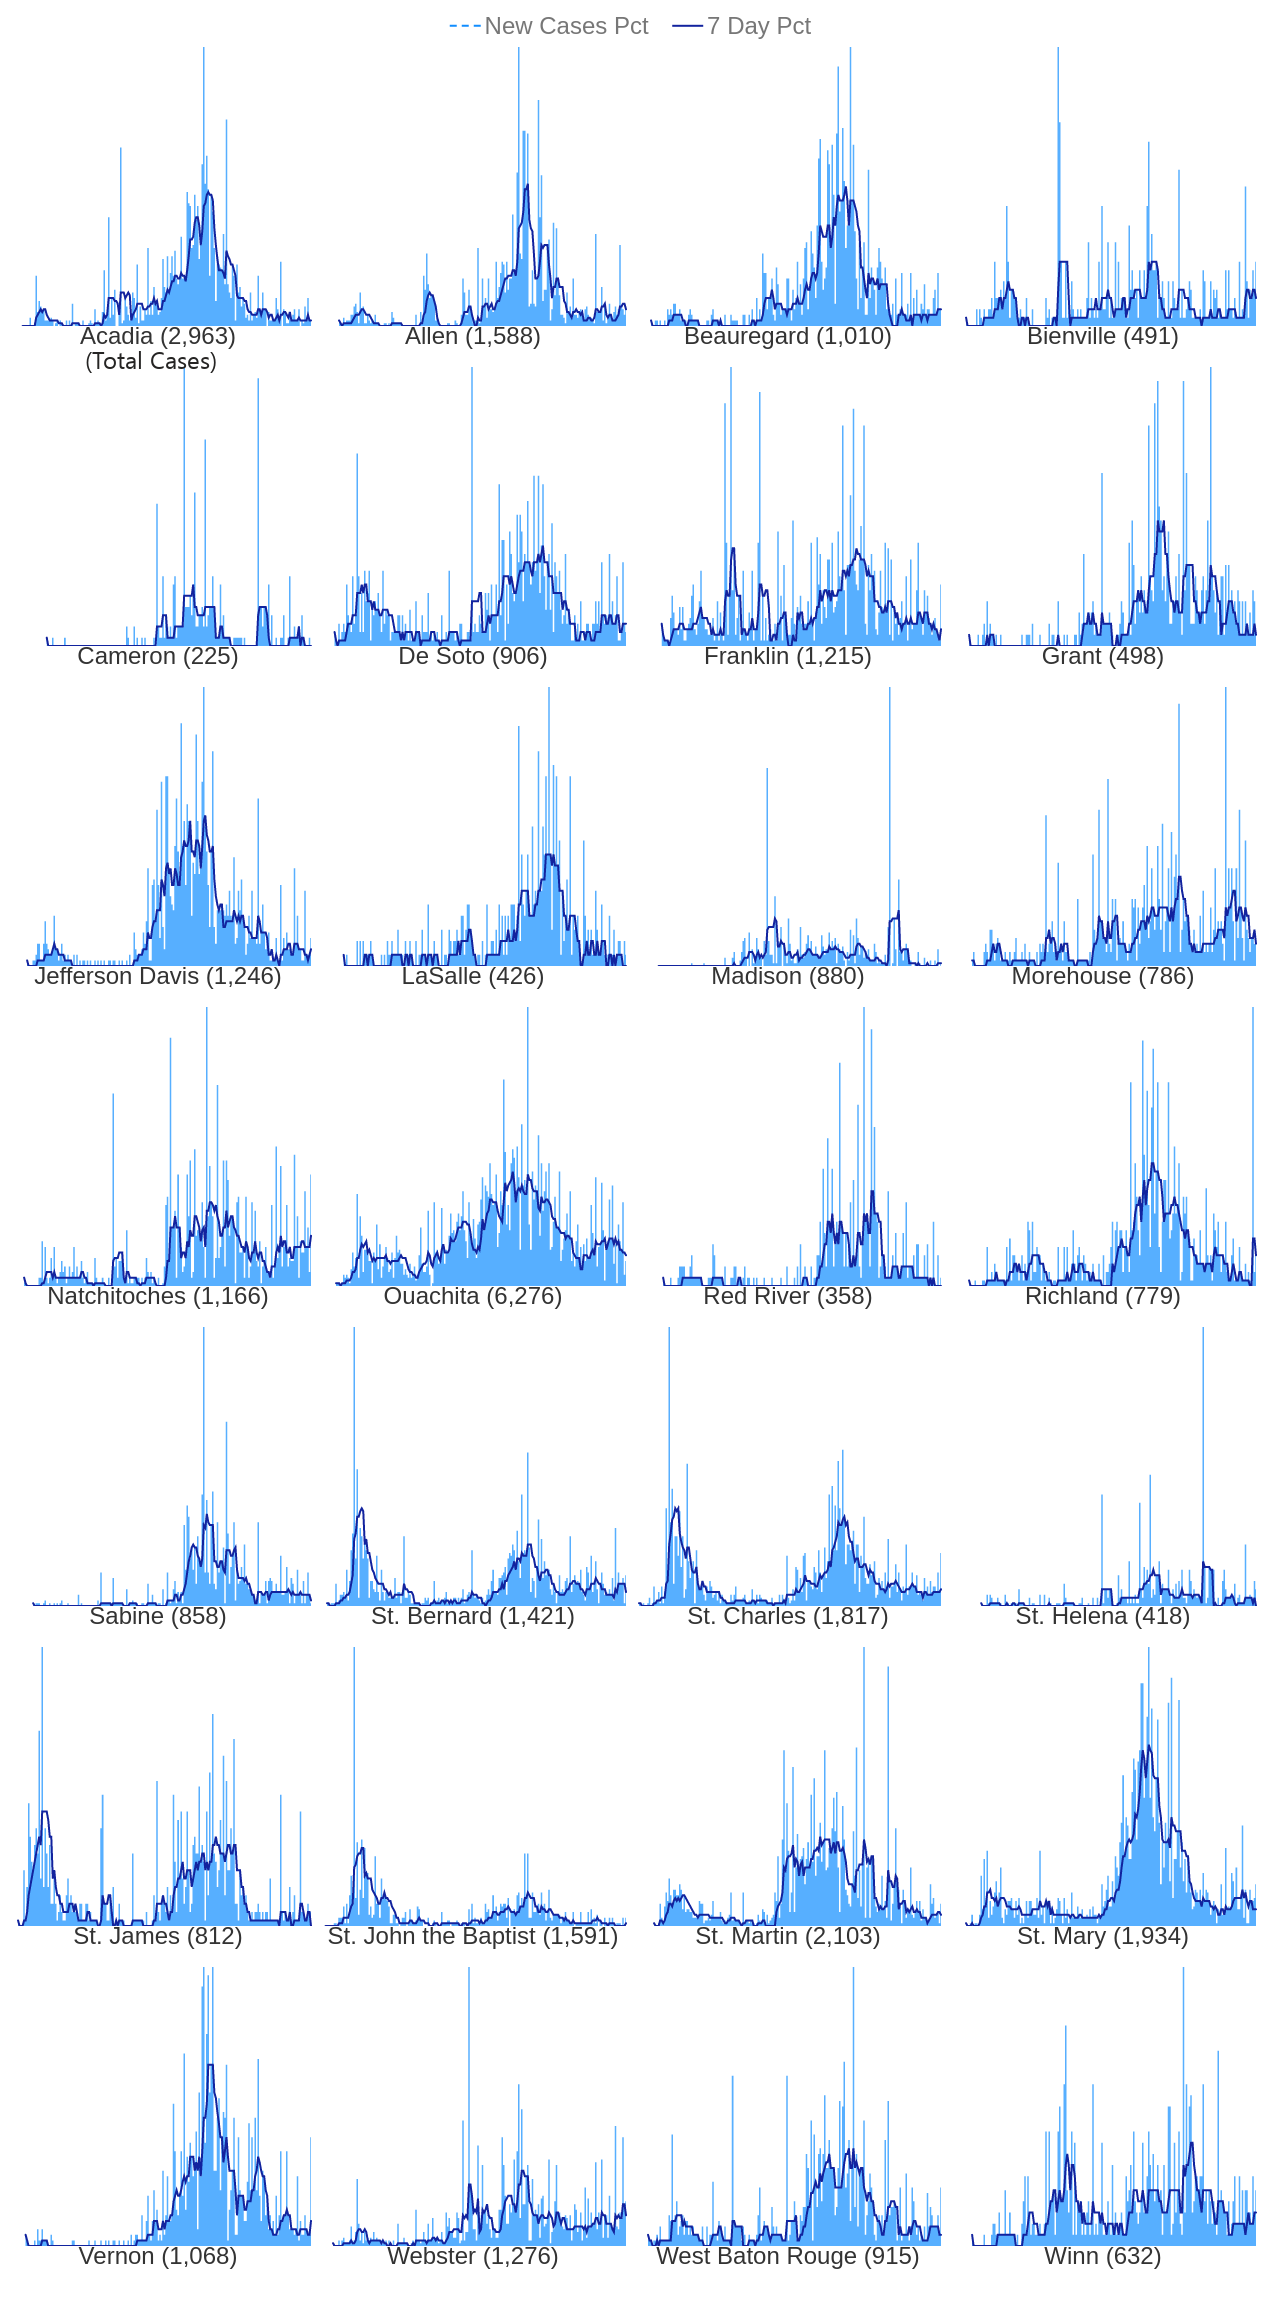 New Cases Pct 7 Day Pct
Acadia (2,963) Allen (1,588) Beauregard (1,010) Bienville (491)
(Total Cases)
Cameron (225) De Soto (906) Franklin (1,215) Grant (498)
Jefferson Davis (1,246) LaSalle (426) Madison (880) Morehouse (786)
Natchitoches (1,166) Ouachita (6,276) Red River (358) Richland (779)
Sabine (858) St. Bernard (1,421) St. Charles (1,817) St. Helena (418)
St. James (812) St. John the Baptist (1,591) St. Martin (2,103) St. Mary (1,934)
Vernon (1,068) Webster (1,276) West Baton Rouge (915) Winn (632)